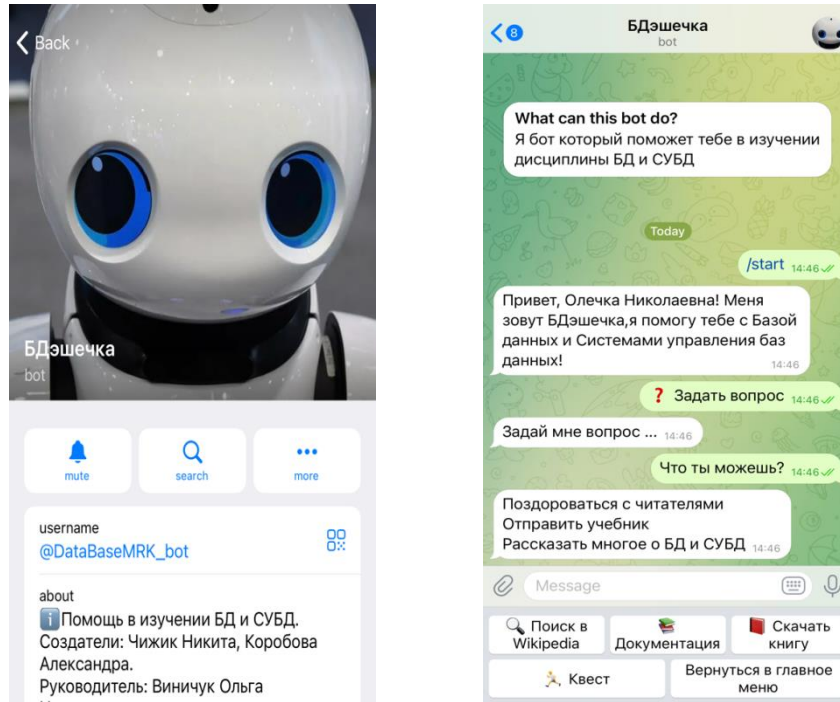 Back
БДэшечка
bot
mute
search
more
username
@DataBaseMRK_bot
about
ℹ️Помощь в изучении БД и СУБД.
Создатели: Чижик Никита, Коробова
Александра.
Руководитель: Виничук Ольга
8
БДэшечка
bot
What can this bot do?
Я бот который поможет тебе в изучении
дисциплины БД и СУБД
Today
/start 14:46
Привет, Олечка Николаевна! Меня
зовут БДэшечка,я помогу тебе с Базой
данных и Системами управления баз
данных!
14:46
❓ Задать вопрос 14:46
Задай мне вопрос ... 14:46
Что ты можешь? 14:46
Поздороваться с читателями
Отправить учебник
Рассказать многое о БД и СУБД 14:46
Message
Поиск в
Wikipedia
Документация
Скачать
книгу
Квест
Вернуться в главное
меню